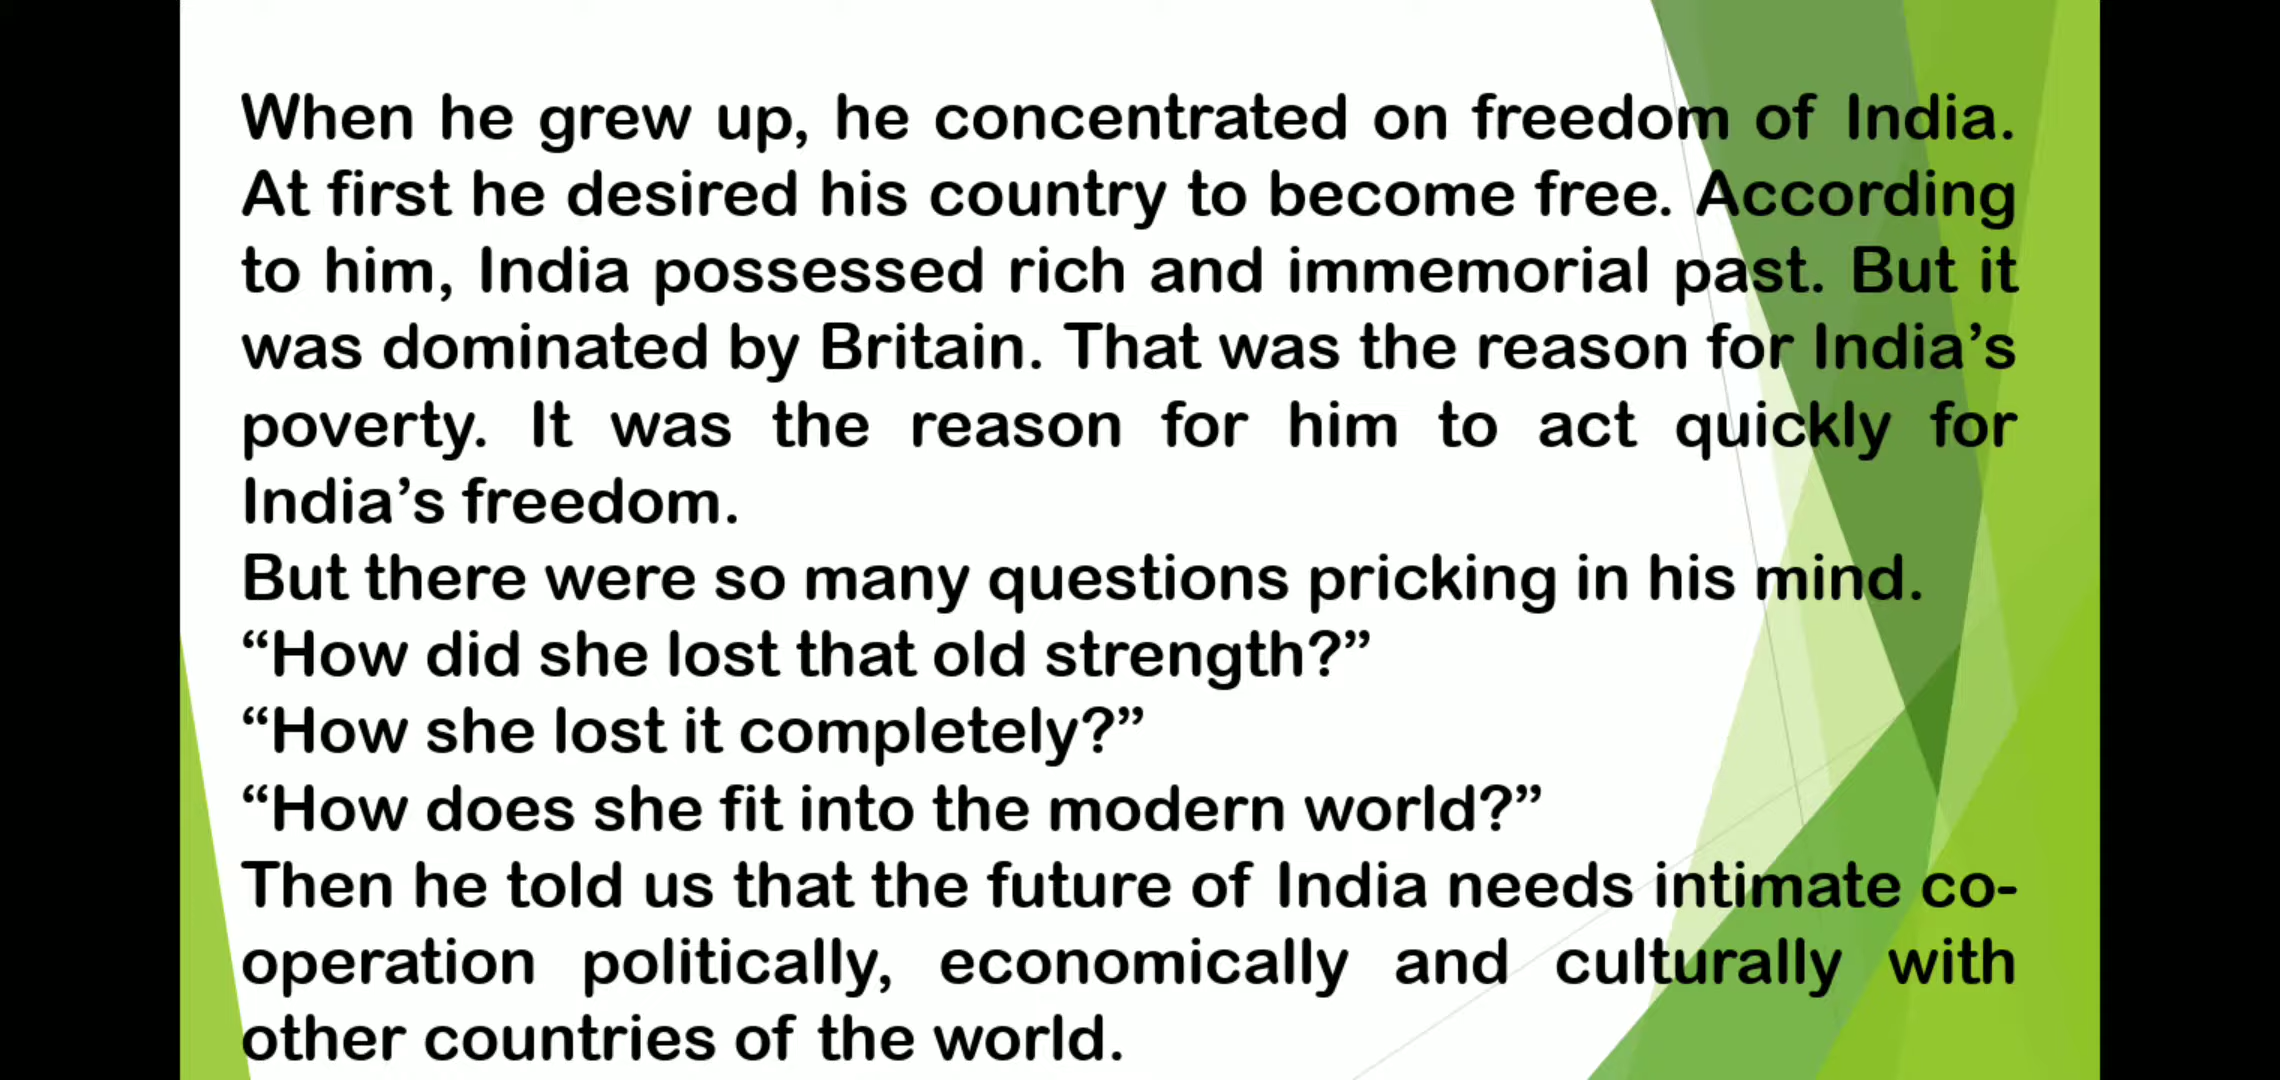 When he grew up, he concentrated on freedom of India.
At first he desired his country to become free. According
to him, India possessed rich and immemorial past. But it
was dominated by Britain. That was the reason for India’s
poverty. It was the reason for him to act quickly for
India’s freedom.
But there were so many questions pricking in his mind.
“How did she lost that old strength?”
“How she lost it completely?”
“How does she fit into the modern world?”
Then he told us that the future of India needs intimate co-
operation politically, economically and culturally with
other countries of the world.